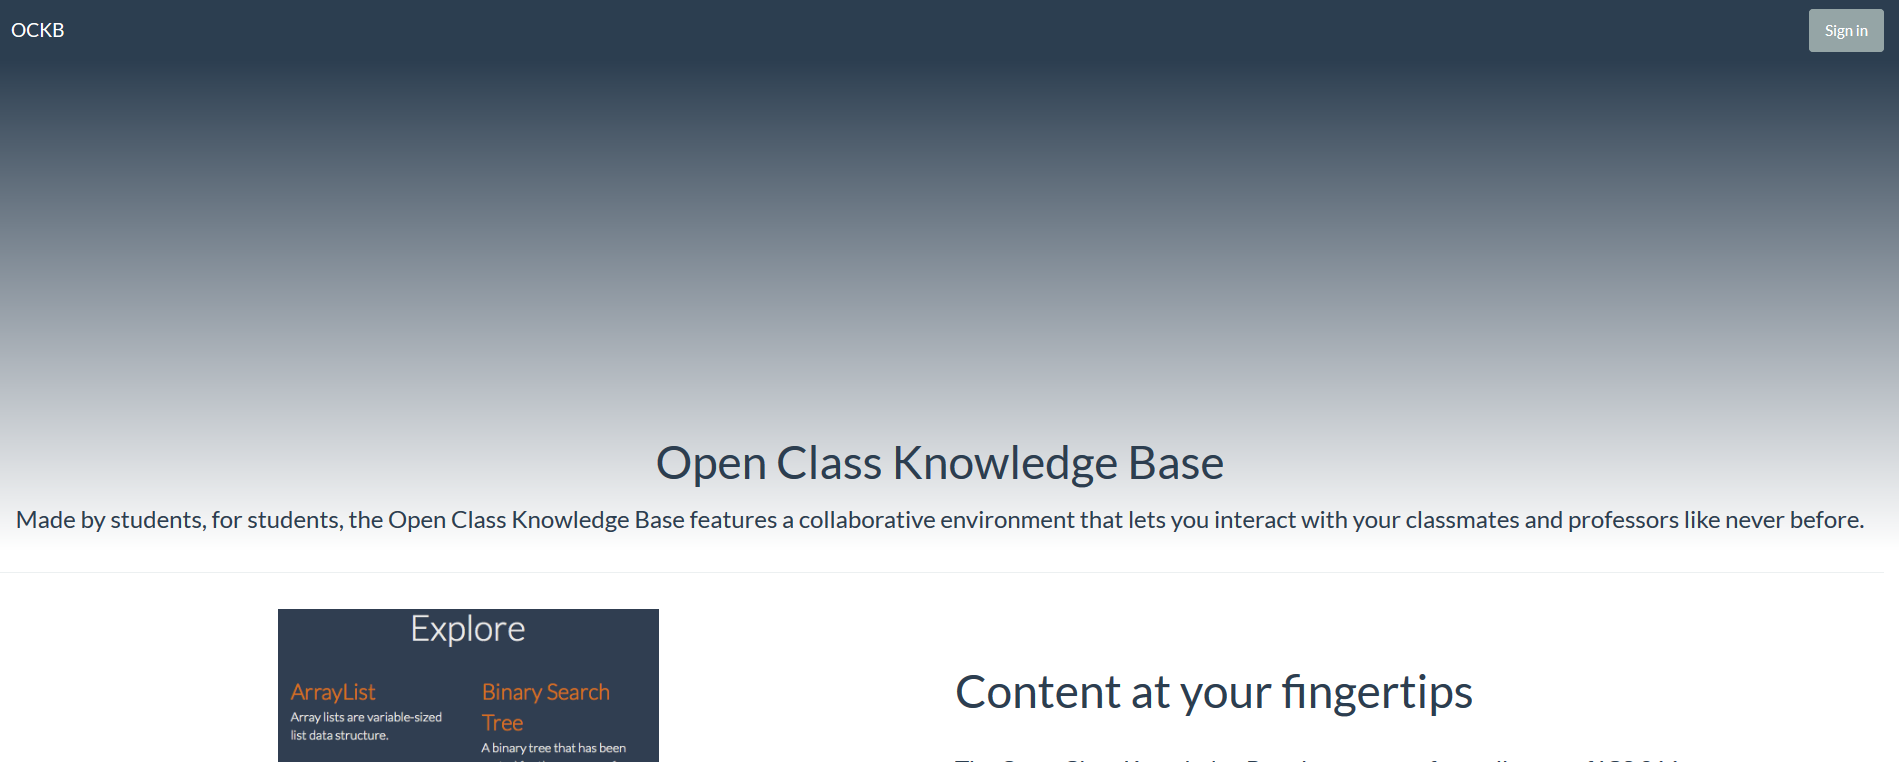 OCKB
Sign in
Open Class Knowledge Base
Made by students, for students, the Open Class Knowledge Base features a collaborative environment that lets you interact with your classmates and professors like never before.
Explore
ArrayList
Array lists are variable-sized
list data structure.
Binary Search
Tree
A binary tree that has been
Content at your fingertips